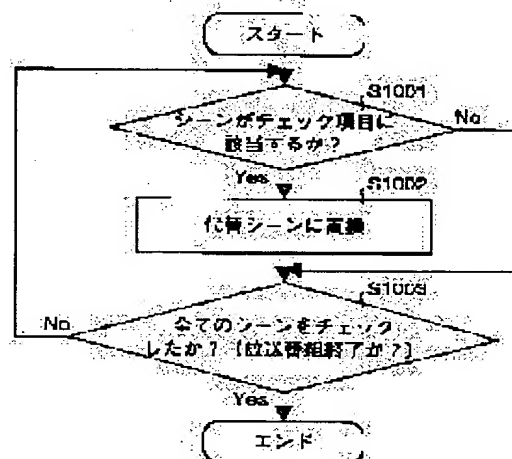 スタート
S1001
シーンがチェック項目に
該当するか?
No
Yes
S1002
代替シーンに置換
S1003
全てのシーンをチェック
したか?(放送番組終了か?)
No
Yes
エンド